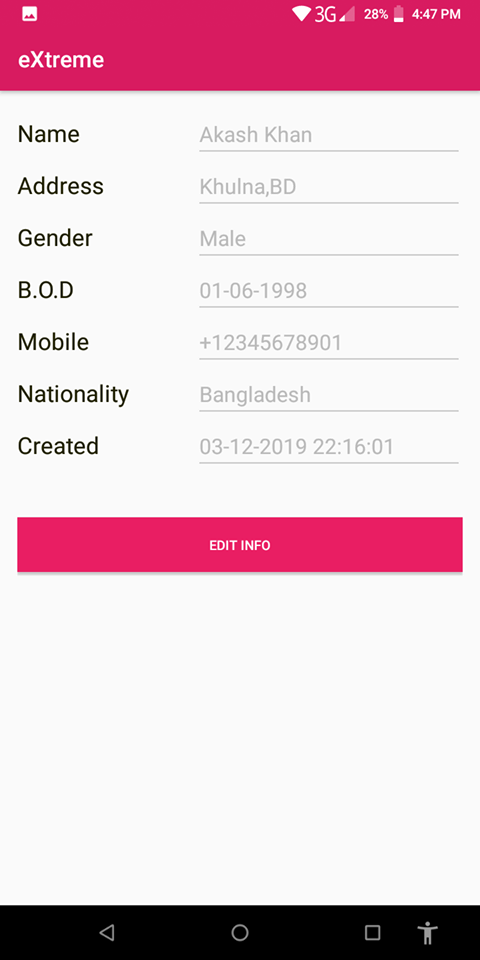 3G 28% 4:47 PM
eXtreme
Name Akash Khan
Address Khulna,BD
Gender Male
B.O.D 01-06-1998
Mobile +12345678901
Nationality Bangladesh
Created 03-12-2019 22:16:01
EDIT INFO